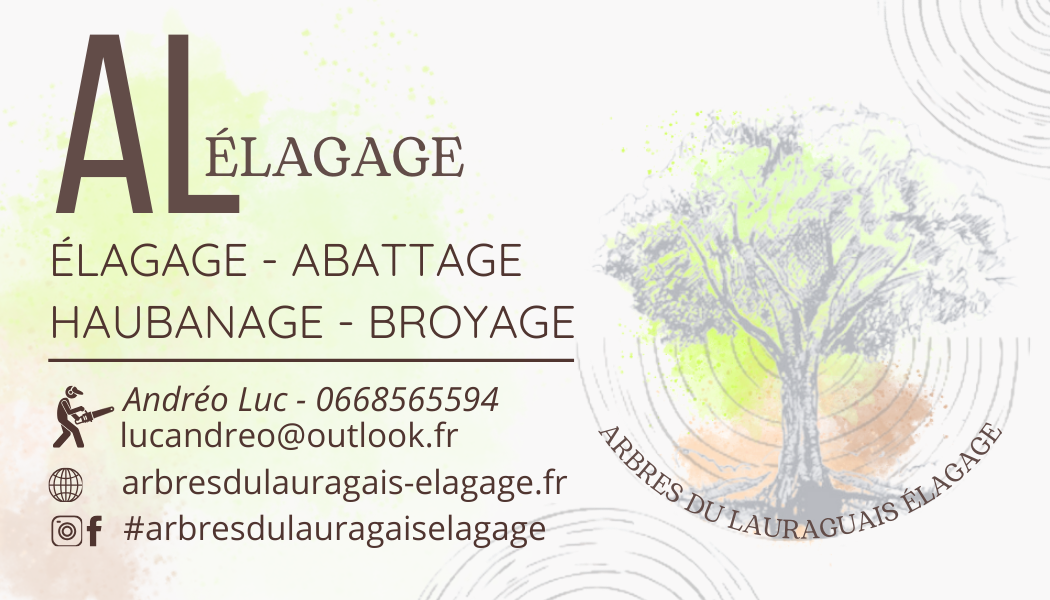 AL ÉLAGAGE
ÉLAGAGE - ABATTAGE
HAUBANAGE - BROYAGE
Andréo Luc - 0668565594
lucandreo@outlook.fr
arbresdulauragais-elagage.fr
#arbresdulauragaiselagage
ARBRES DU LAURAGUAIS ÉLAGAGE